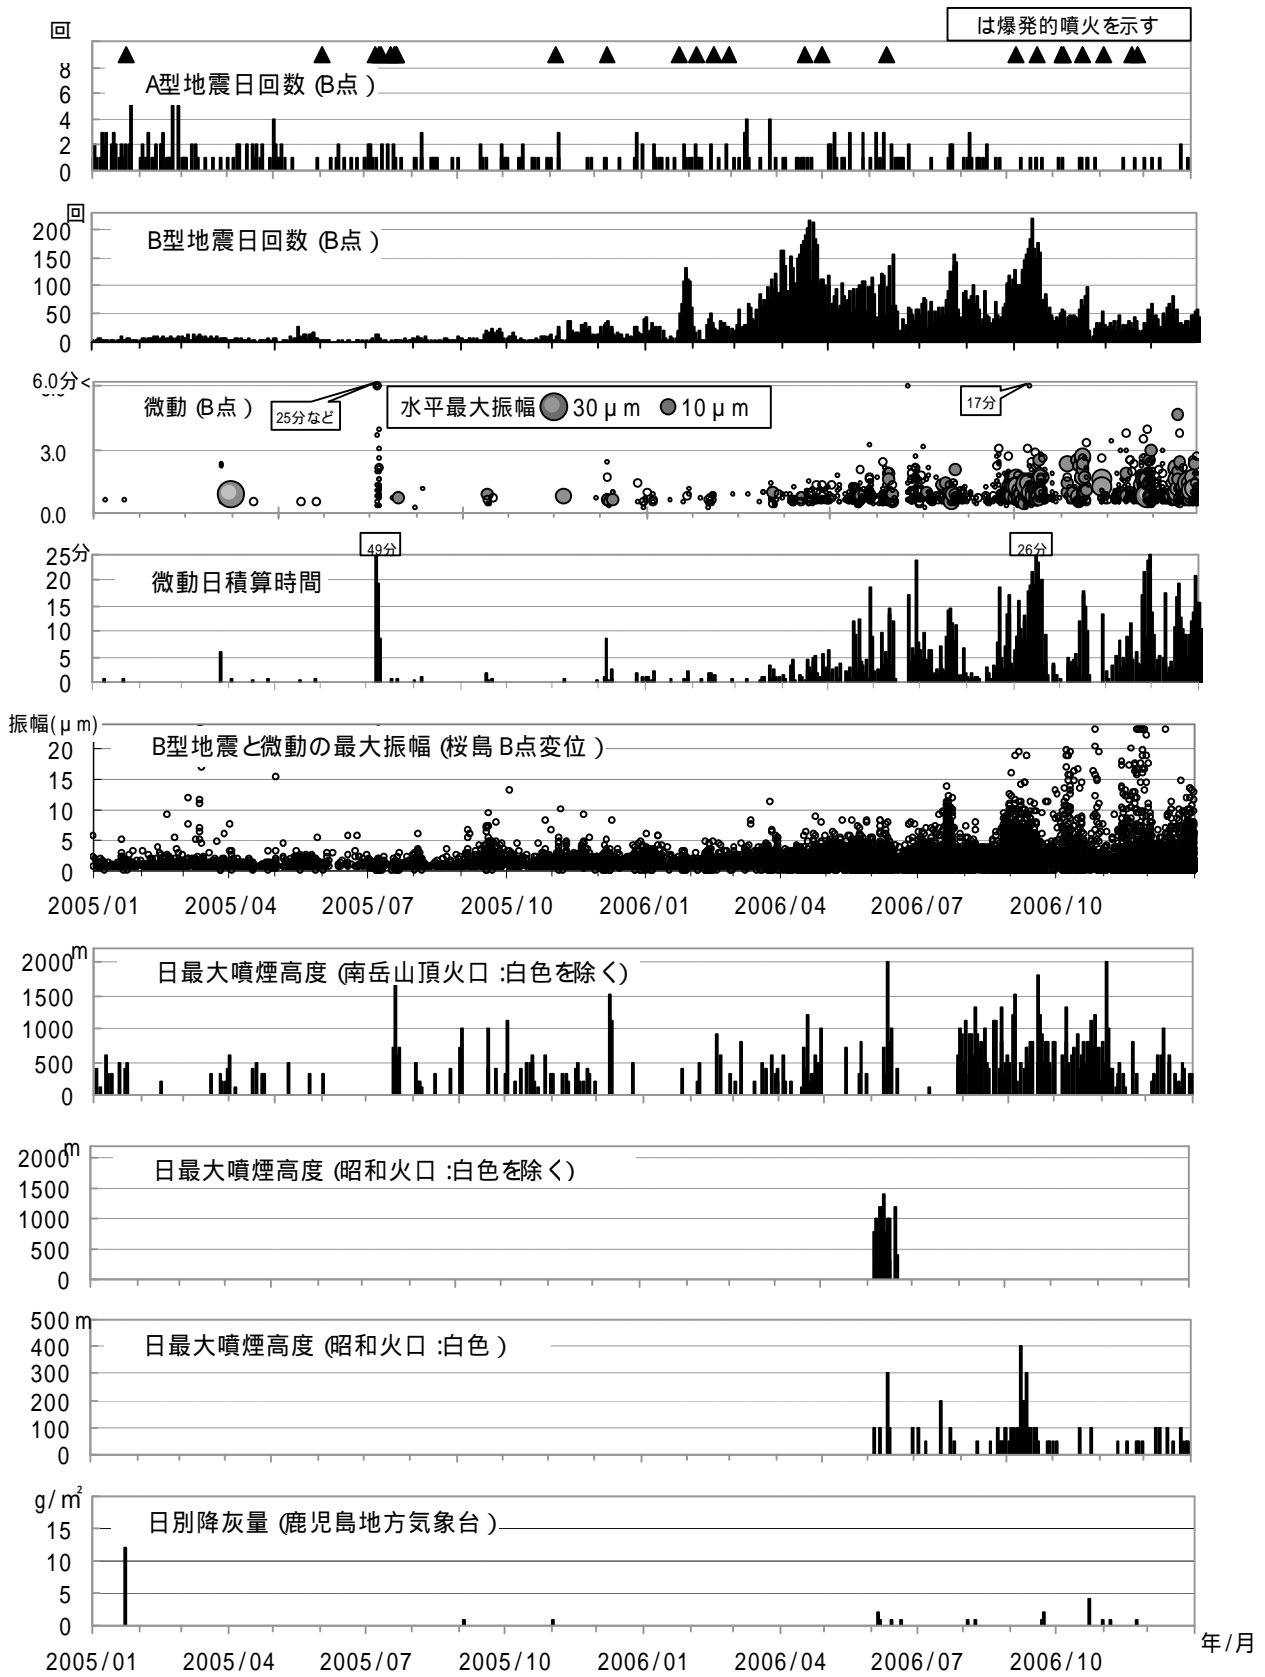 回
は爆発的噴火を示す
A型地震日回数 (B点)
8
6
4
2
0
回
B型地震日回数 (B点)
200
150
100
50
0
6.0分<
微動 (B点)
25分など
水平最大振幅 30μm 10μm
17分
3.0
0.0
49分
26分
25分
微動日積算時間
20
15
10
5
0
振幅(μm)
B型地震と微動の最大振幅 (桜島B点変位)
20
15
10
5
0
2005/01 2005/04 2005/07 2005/10 2006/01 2006/04 2006/07 2006/10
m
日最大噴煙高度 (南岳山頂火口:白色を除く)
2000
1500
1000
500
0
m
日最大噴煙高度 (昭和火口:白色を除く)
2000
1500
1000
500
0
500 m
日最大噴煙高度 (昭和火口:白色)
400
300
200
100
0
g/m²
日別降灰量 (鹿児島地方気象台)
15
10
5
0
年/月
2005/01 2005/04 2005/07 2005/10 2006/01 2006/04 2006/07 2006/10